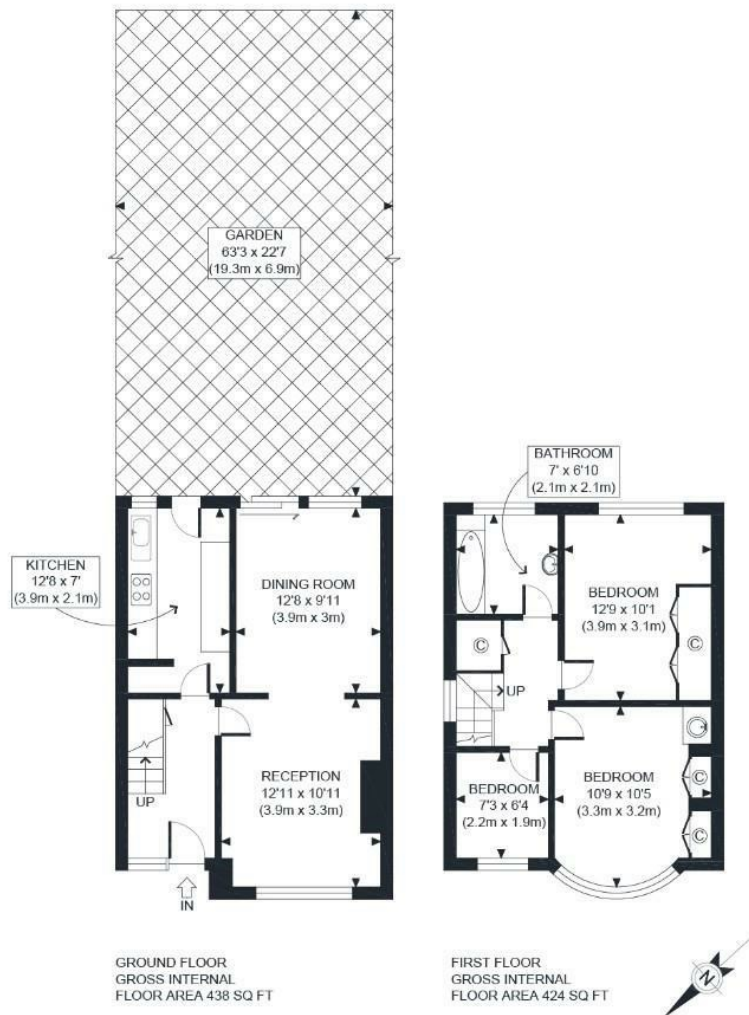 GARDEN
63'3 x 22'7
(19.3m x 6.9m)
KITCHEN
12'8 x 7'
(3.9m x 2.1m)
DINING ROOM
12'8 x 9'11
(3.9m x 3m)
RECEPTION
12'11 x 10'11
(3.9m x 3.3m)
UP
IN
GROUND FLOOR
GROSS INTERNAL
FLOOR AREA 438 SQ FT
BATHROOM
7' x 6'10
(2.1m x 2.1m)
BEDROOM
12'9 x 10'1
(3.9m x 3.1m)
C
C
UP
BEDROOM
7'3 x 6'4
(2.2m x 1.9m)
BEDROOM
10'9 x 10'5
(3.3m x 3.2m)
C
C
FIRST FLOOR
GROSS INTERNAL
FLOOR AREA 424 SQ FT
N